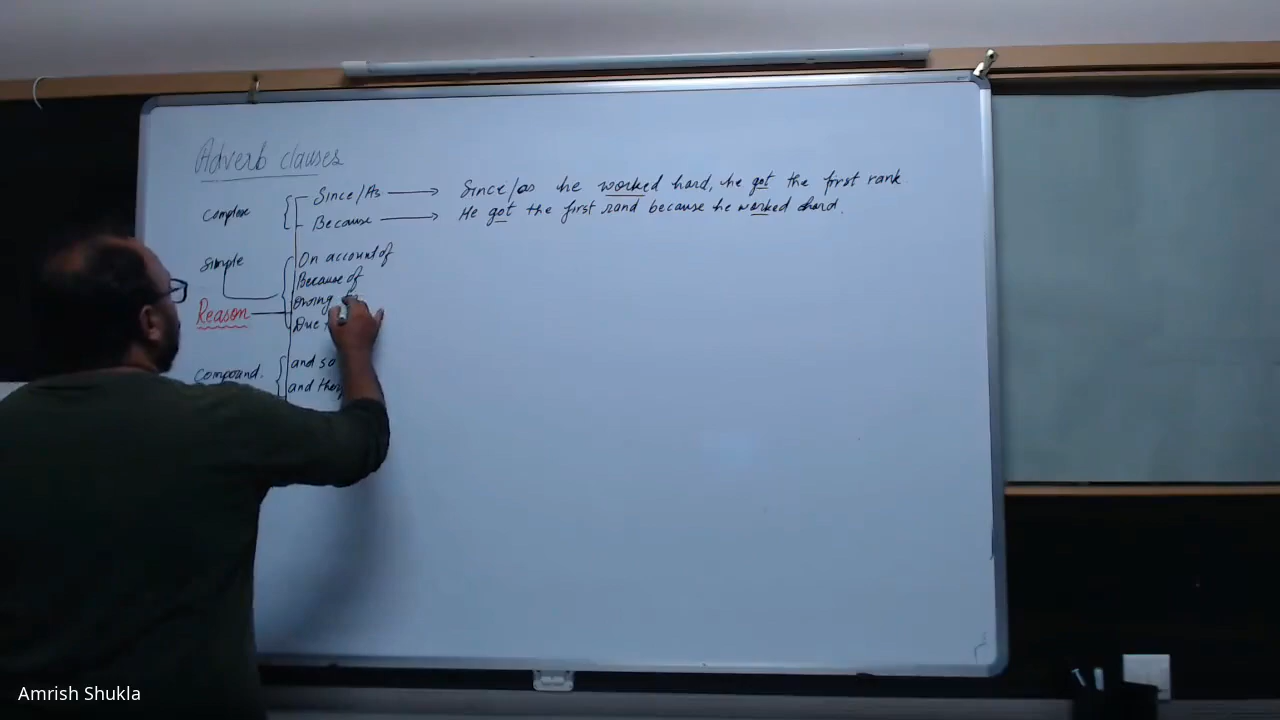 Adverb clauses
Complex
Since/As → Since/as he worked hard, he got the first rank
Because → He got the first rand because he worked hard.
Simple
On account of
Because of
Owing
Due
Reason
Compound.
and so
and
Amrish Shukla